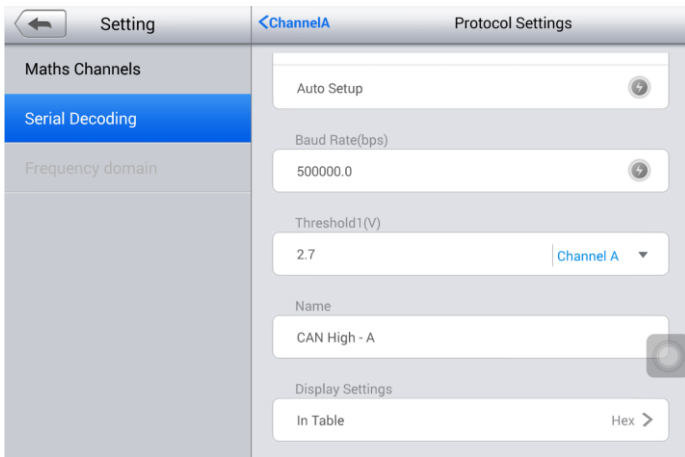 Setting
ChannelA
Protocol Settings
Maths Channels
Serial Decoding
Frequency domain
Auto Setup
Baud Rate(bps)
500000.0
Threshold1(V)
2.7
Channel A
Name
CAN High - A
Display Settings
In Table
Hex